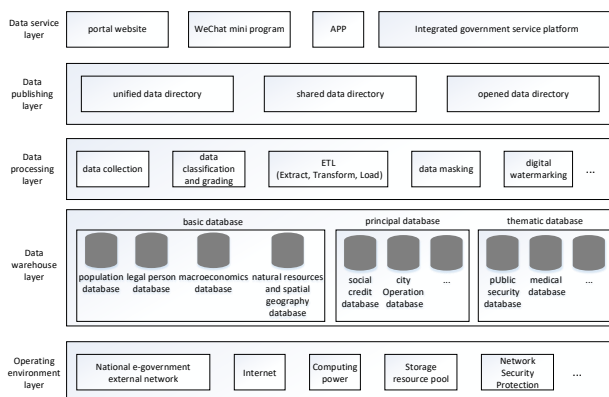 Data service
layer
portal website
WeChat mini program
APP
Integrated government service platform
Data
publishing
layer
unified data directory
shared data directory
opened data directory
Data
processing
layer
data collection
data
classification
and grading
ETL
(Extract, Transform, Load)
data masking
digital
watermarking
...
Data
warehouse
layer
basic database
population
database
legal person
database
macroeconomics
database
natural resources
and spatial
geography
database
principal database
social
credit
database
city
Operation
database
...
thematic database
pUblic
security
database
medical
database
...
Operating
environment
layer
National e-government
external network
Internet
Computing
power
Storage
resource pool
Network
Security
Protection
...